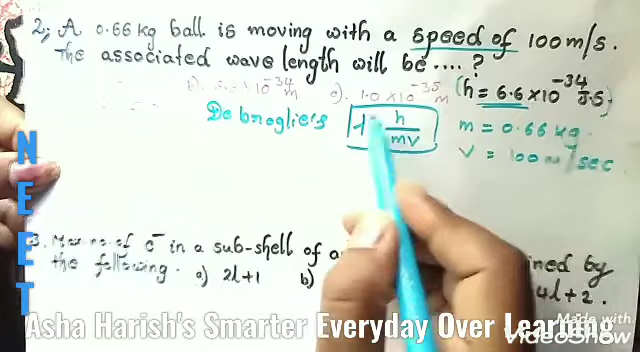 2, A 0.66 kg ball is moving with a speed of 100 m/s.
The associated wave length will be ....?
10⁻³⁴ m c). 1.0 × 10⁻³⁵ m (h = 6.6 × 10⁻³⁴ J.S)
De broglie's λ h/mv m = 0.66 kg.
v = 100 m/sec
3. Max no. of e⁻ in a sub-shell of
the following. a) 2l+1 b) 4l+2.
NEET
Asha Harish's Smarter Everyday Over Learning
Made with
VideoShow